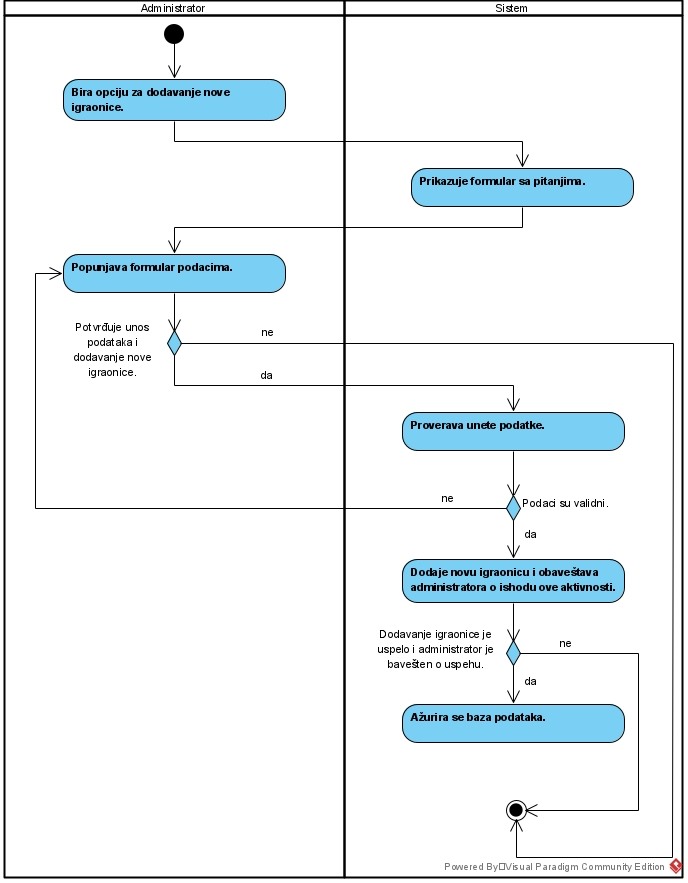 Administrator
Sistem
Bira opciju za dodavanje nove
igraonice.
Prikazuje formular sa pitanjima.
Popunjava formular podacima.
Potvrđuje unos
podataka i
dodavanje nove
igraonice.
ne
da
Proverava unete podatke.
ne
Podaci su validni.
da
Dodaje novu igraonicu i obaveštava
administratora o ishodu ove aktivnosti.
Dodavanje igraonice je
uspelo i administrator je
bavešten o uspehu.
ne
da
Ažurira se baza podataka.
Powered By□Visual Paradigm Community Edition